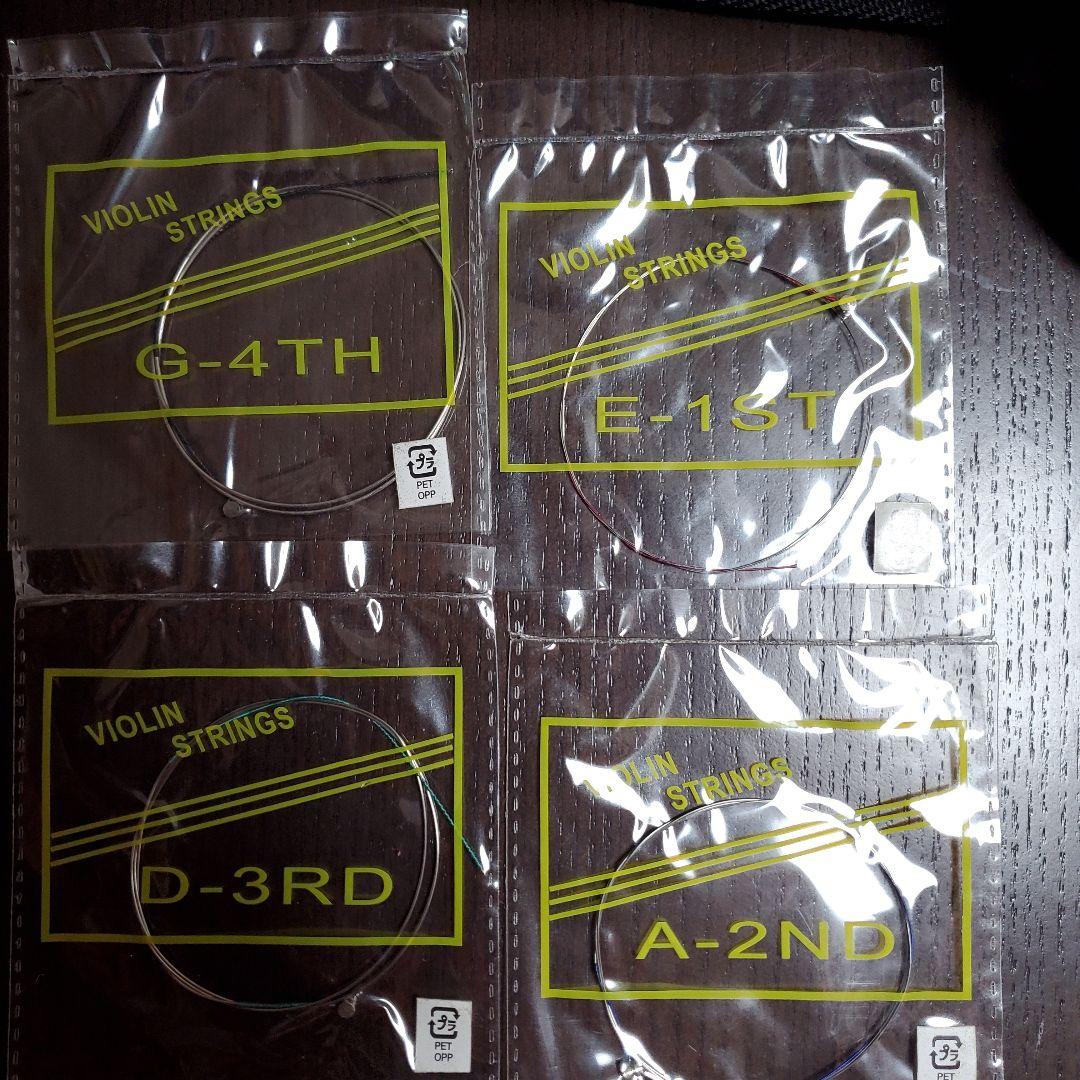 VIOLIN
STRINGS
G-4TH
プラ
PET
OPP
VIOLIN
STRINGS
E-1ST
VIOLIN
STRINGS
D-3RD
プラ
PET
OPP
VIOLIN
STRINGS
A-2ND
プラ
PET